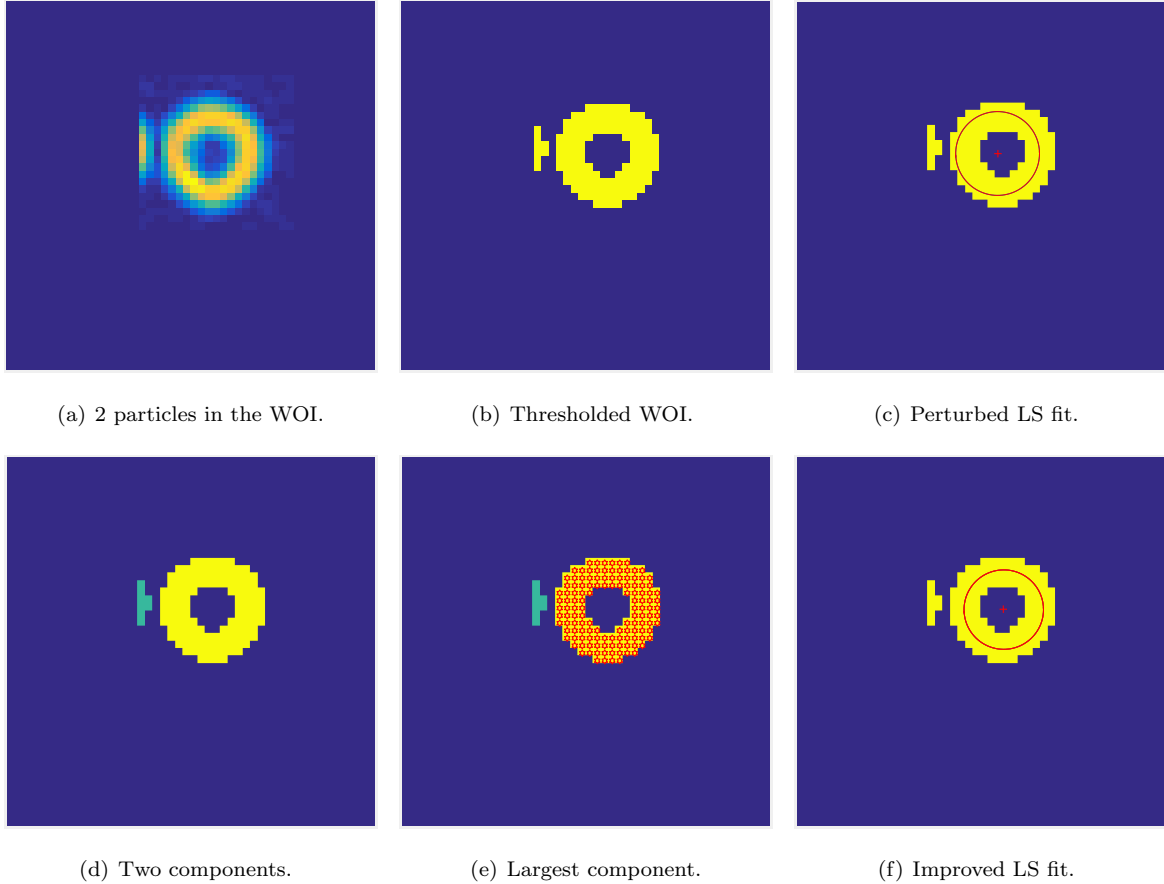 (a) 2 particles in the WOI.
(b) Thresholded WOI.
(c) Perturbed LS fit.
(d) Two components.
(e) Largest component.
(f) Improved LS fit.